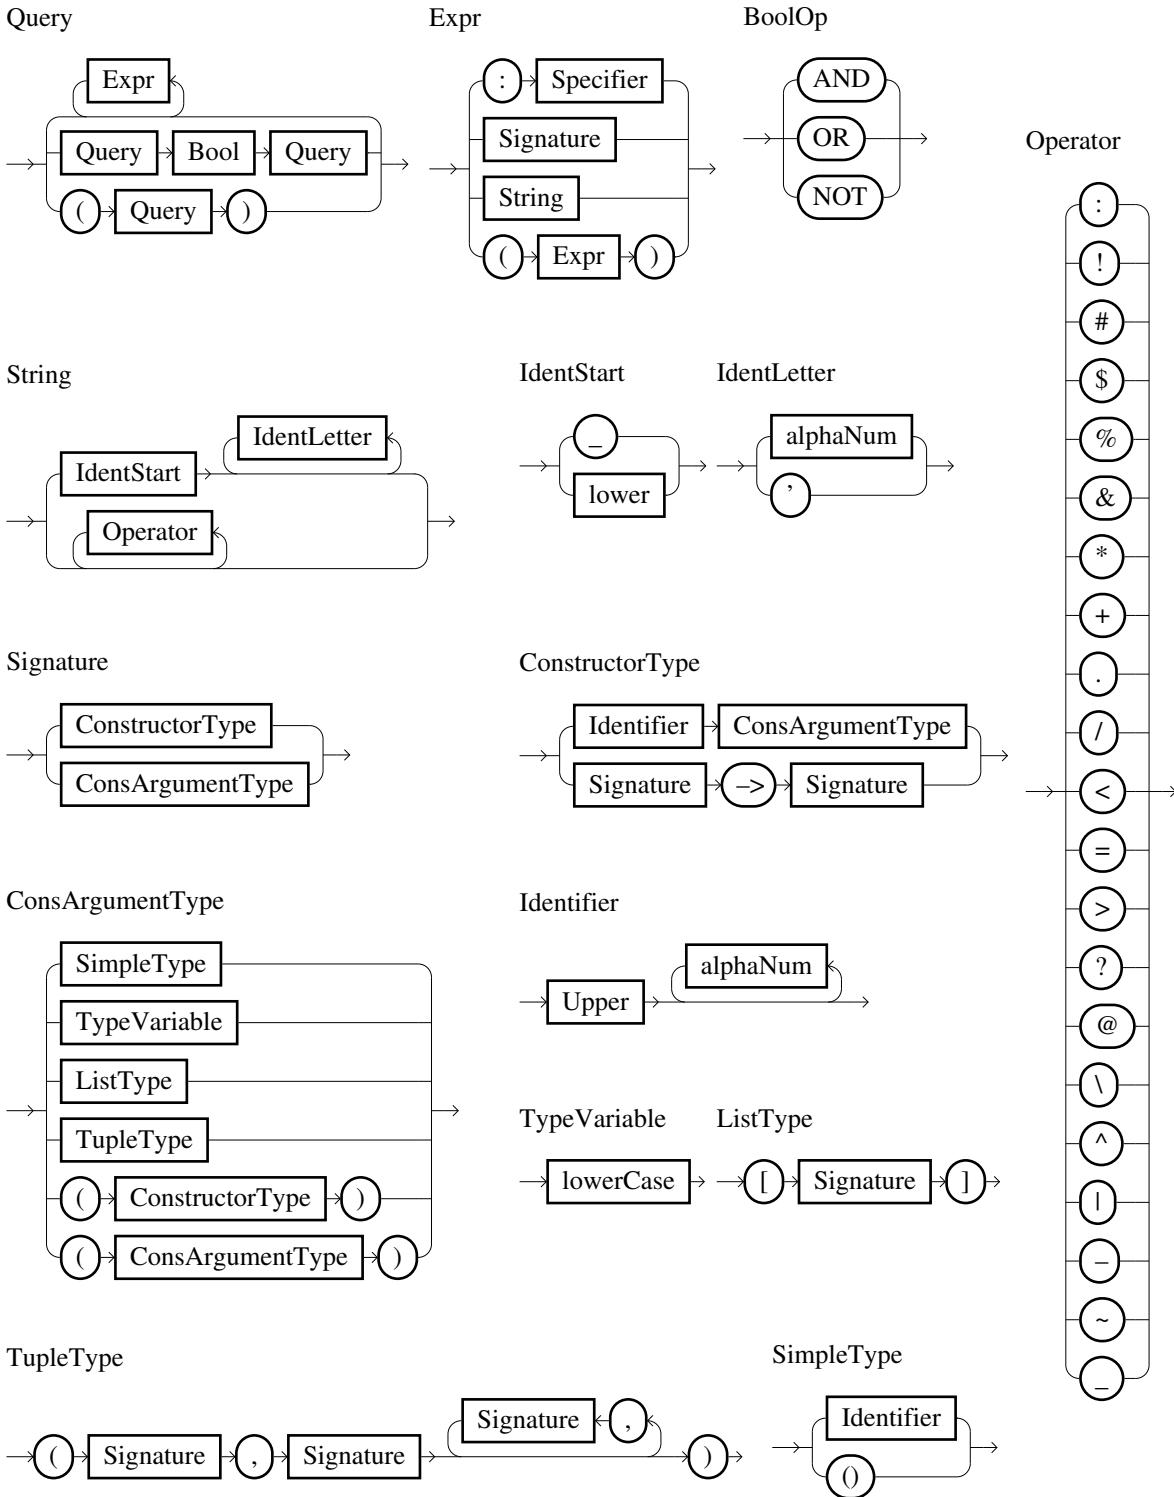 Query
Expr
Query Bool Query
( Query )
Expr
: Specifier
Signature
String
( Expr )
BoolOp
AND
OR
NOT
Operator
:
!
#
$
%
&
*
+
.
/
<
=
>
?
@
\
^
|
–
~
_
String
IdentStart IdentLetter
Operator
IdentStart
_
lower
IdentLetter
alphaNum
’
Signature
ConstructorType
ConsArgumentType
ConstructorType
Identifier ConsArgumentType
Signature –> Signature
ConsArgumentType
SimpleType
TypeVariable
ListType
TupleType
( ConstructorType )
( ConsArgumentType )
Identifier
Upper alphaNum
TypeVariable
lowerCase
ListType
[ Signature ]
TupleType
Signature ,
( Signature , Signature )
SimpleType
Identifier
()